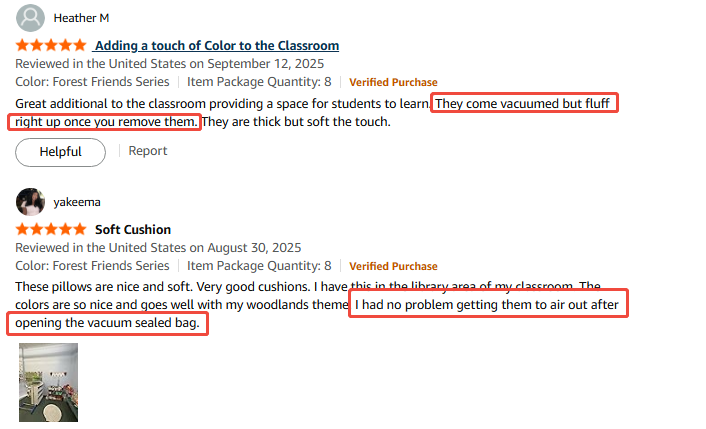 Heather M
Adding a touch of Color to the Classroom
Reviewed in the United States on September 12, 2025
Color: Forest Friends Series | Item Package Quantity: 8 | Verified Purchase
Great additional to the classroom providing a space for students to learn. They come vacuumed but fluff
right up once you remove them. They are thick but soft the touch.
Helpful | Report
yakeema
Soft Cushion
Reviewed in the United States on August 30, 2025
Color: Forest Friends Series | Item Package Quantity: 8 | Verified Purchase
These pillows are nice and soft. Very good cushions. I have this in the library area of my classroom. The
colors are so nice and goes well with my woodlands theme. I had no problem getting them to air out after
opening the vacuum sealed bag.